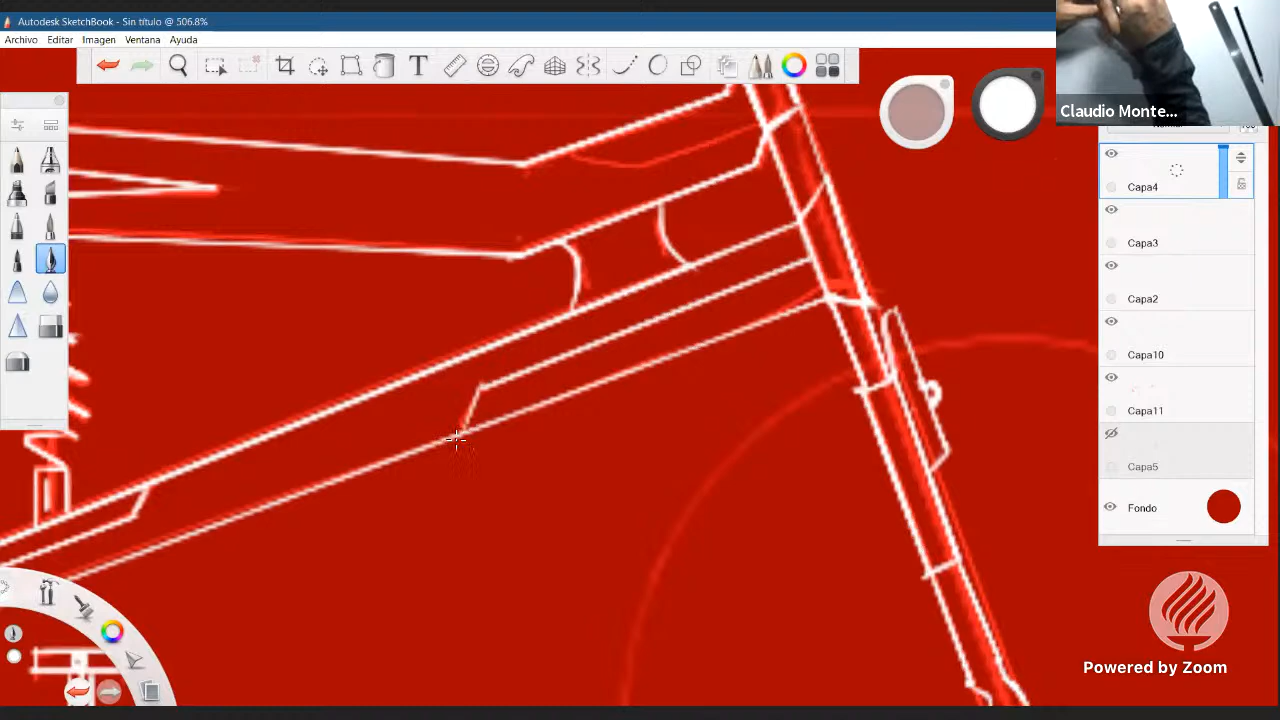 Autodesk SketchBook - Sin título @ 506.8%
Archivo Editar Imagen Ventana Ayuda
T
Claudio Monte...
Capa4
Capa3
Capa2
Capa10
Capa11
Capa5
Fondo
Powered by Zoom